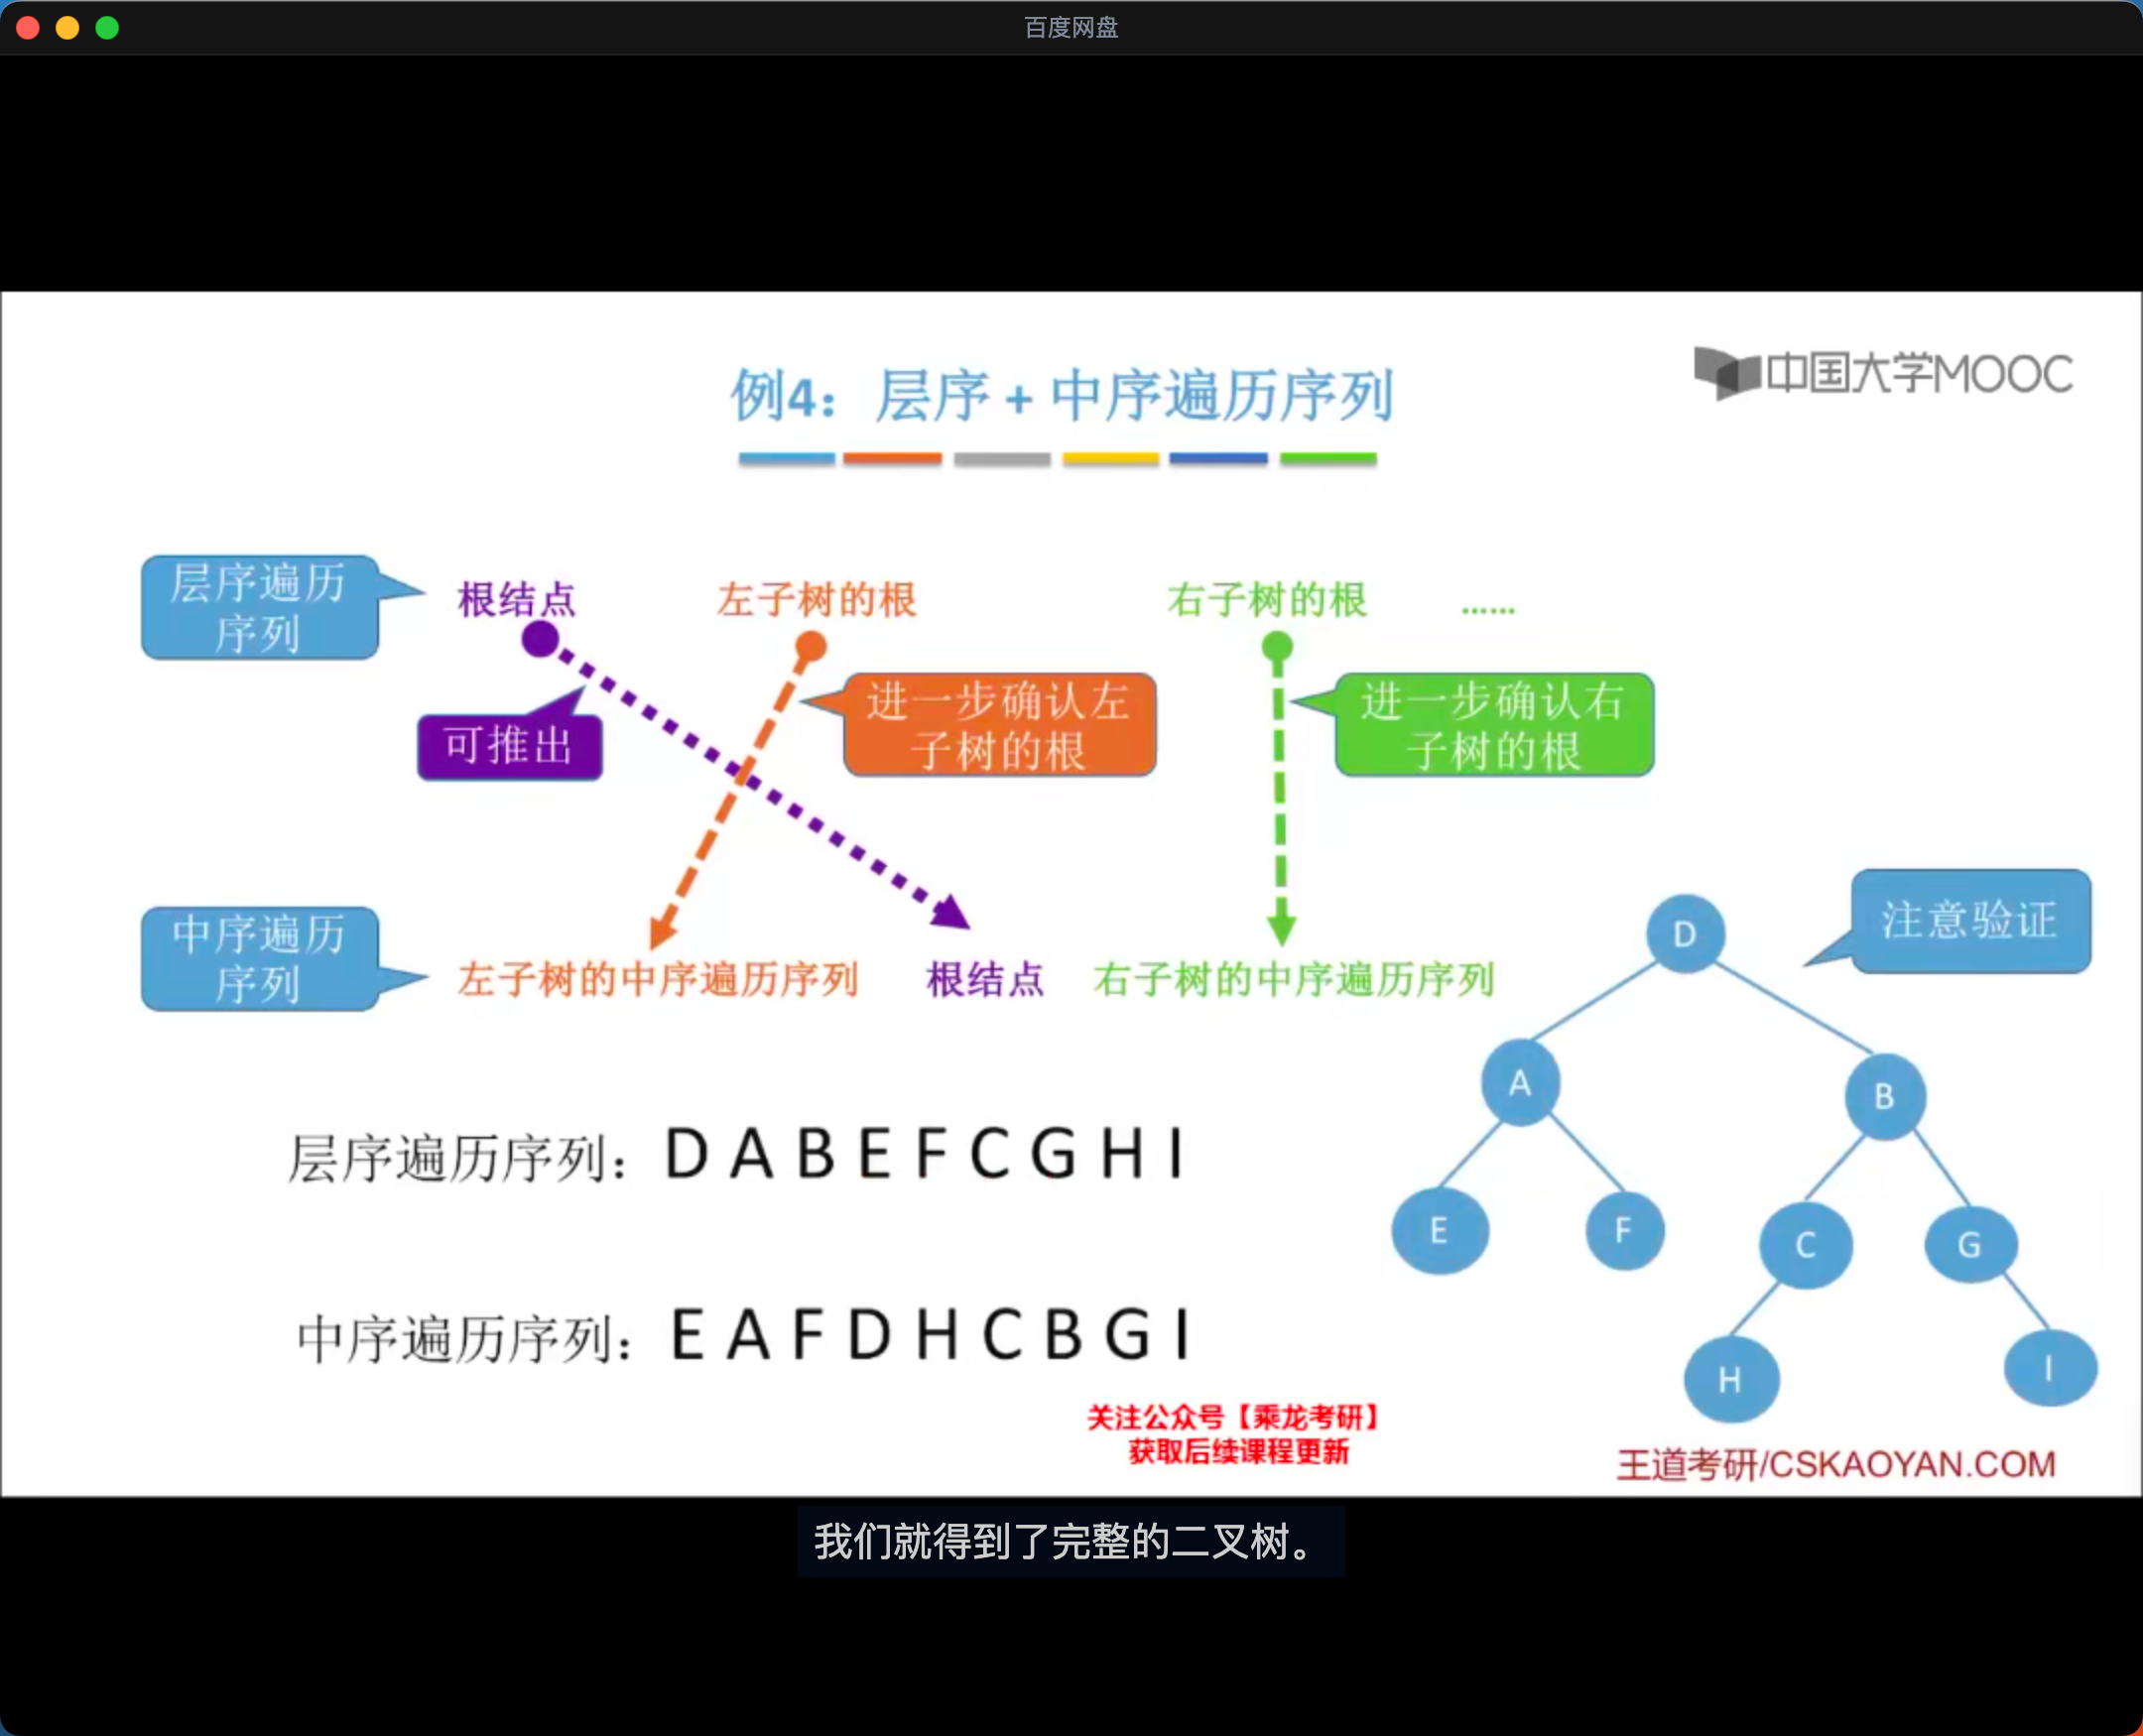 百度网盘
中国大学MOOC
例4：层序 + 中序遍历序列
层序遍历
序列
根结点
左子树的根
右子树的根
......
可推出
进一步确认左
子树的根
进一步确认右
子树的根
中序遍历
序列
左子树的中序遍历序列
根结点
右子树的中序遍历序列
注意验证
D
A
B
E
F
C
G
H
I
层序遍历序列：D A B E F C G H I
中序遍历序列：E A F D H C B G I
关注公众号【乘龙考研】
获取后续课程更新
王道考研/CSKAOYAN.COM
我们就得到了完整的二叉树。